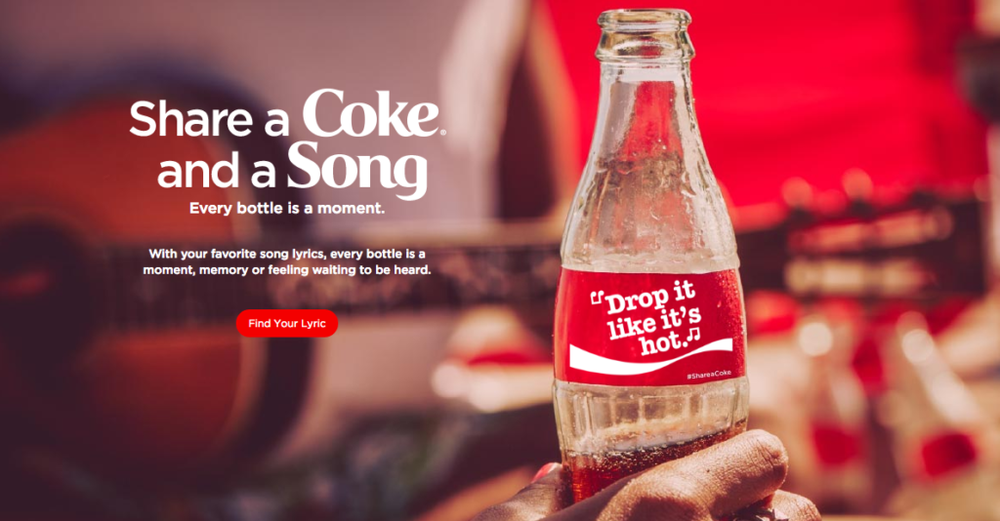 Share a Coke®
and a Song
Every bottle is a moment.
With your favorite song lyrics, every bottle is a
moment, memory or feeling waiting to be heard.
Find Your Lyric
“Drop it
like it's
hot.♫
#ShareaCoke